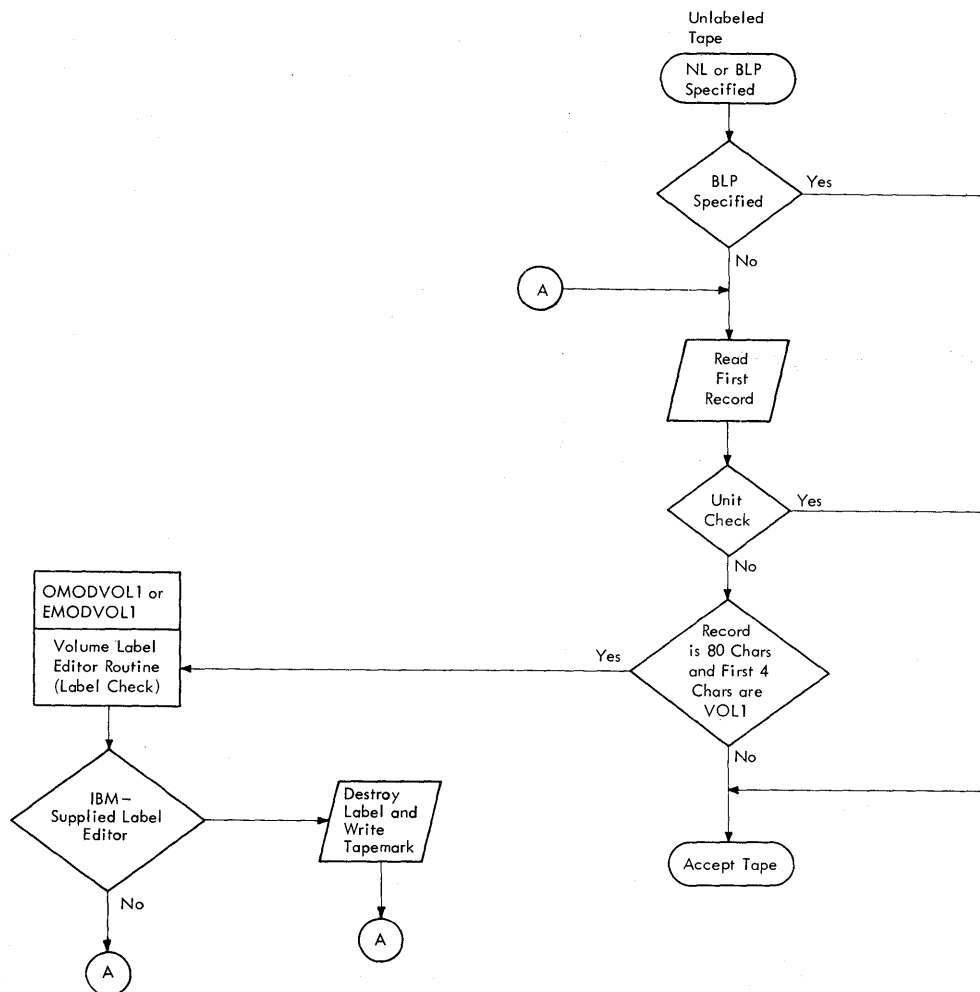 Unlabeled
Tape
NL or BLP
Specified
BLP
Specified
Yes
No
A
Read
First
Record
Unit
Check
Yes
No
OMODVOL1 or
EMODVOL1
Volume Label
Editor Routine
(Label Check)
Yes
Record
is 80 Chars
and First 4
Chars are
VOL1
No
IBM–
Supplied Label
Editor
Destroy
Label and
Write
Tapemark
Accept Tape
No
A
A